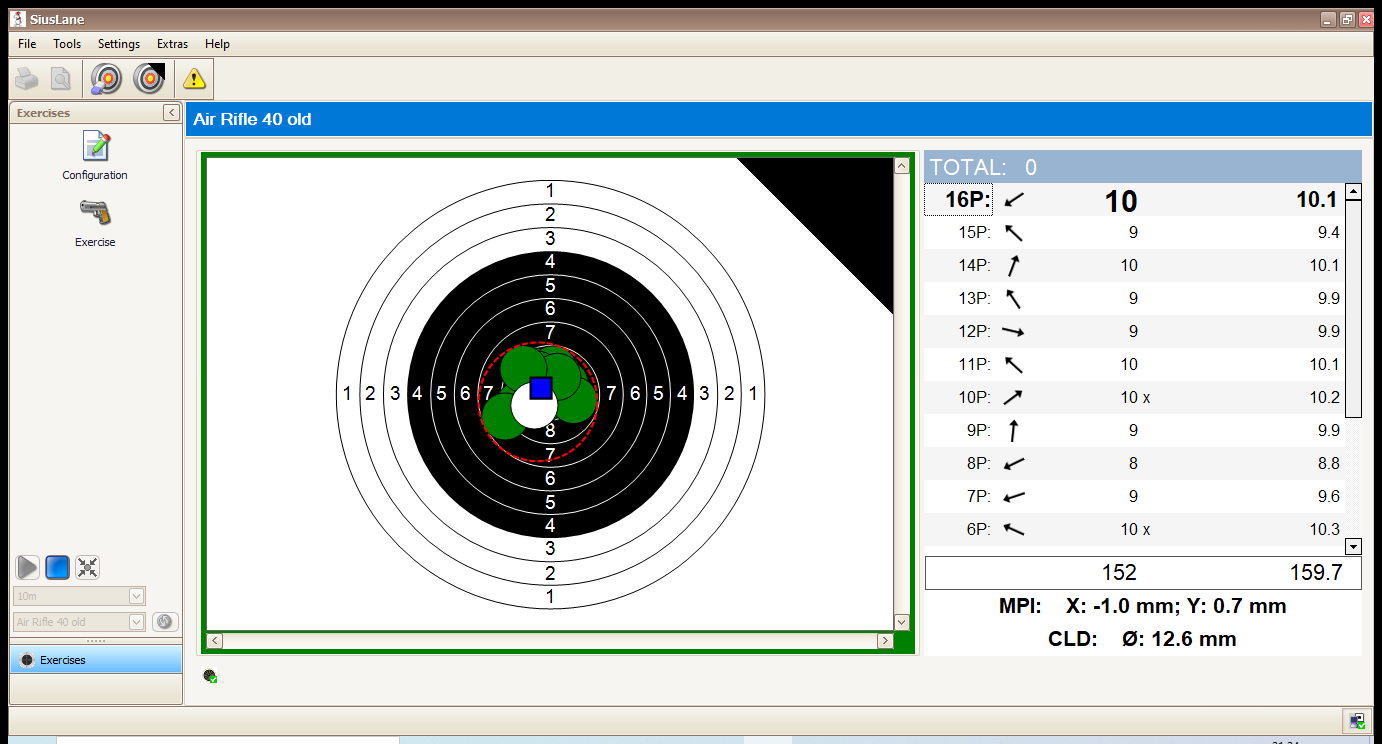 SiusLane
File Tools Settings Extras Help
Exercises
Configuration
Exercise
10m
Air Rifle 40 old
Exercises
Air Rifle 40 old
1
2
3
4
5
6
7
1 2 3 4 5 6 7 7 6 5 4 3 2 1
8
7
6
5
4
3
2
1
TOTAL: 0
16P: 10 10.1
15P: 9 9.4
14P: 10 10.1
13P: 9 9.9
12P: 9 9.9
11P: 10 10.1
10P: 10 x 10.2
9P: 9 9.9
8P: 8 8.8
7P: 9 9.6
6P: 10 x 10.3
152 159.7
MPI: X: -1.0 mm; Y: 0.7 mm
CLD: Ø: 12.6 mm